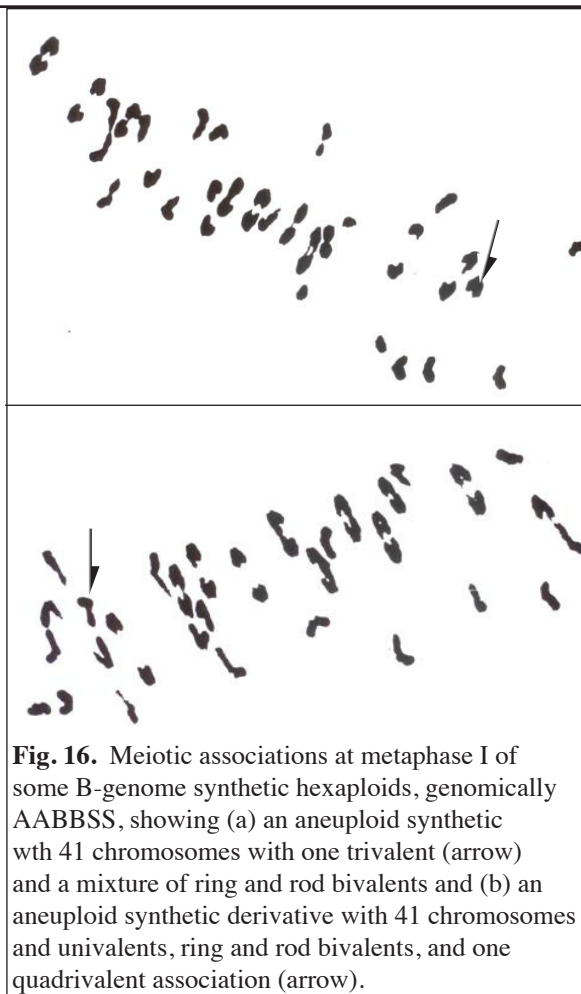 Fig. 16. Meiotic associations at metaphase I of
some B-genome synthetic hexaploids, genomically
AABBSS, showing (a) an aneuploid synthetic
wth 41 chromosomes with one trivalent (arrow)
and a mixture of ring and rod bivalents and (b) an
aneuploid synthetic derivative with 41 chromosomes
and univalents, ring and rod bivalents, and one
quadrivalent association (arrow).